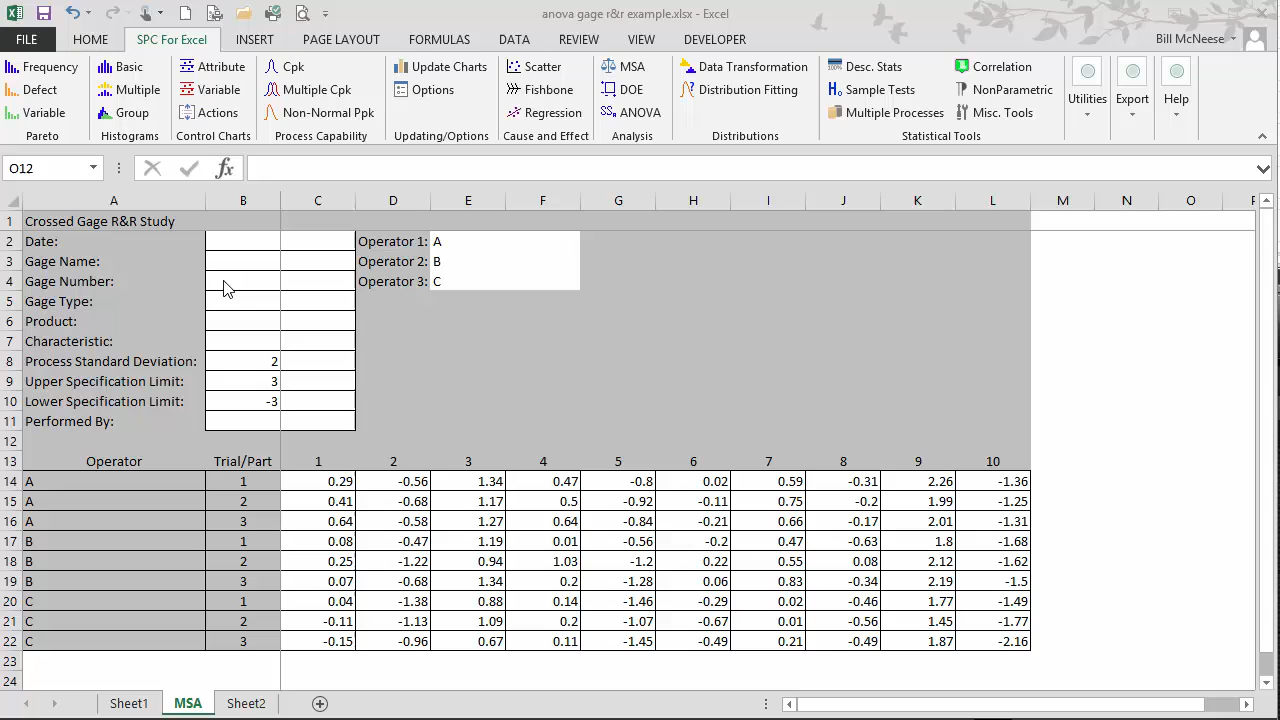 anova gage r&r example.xlsx - Excel
FILE HOME SPC For Excel INSERT PAGE LAYOUT FORMULAS DATA REVIEW VIEW DEVELOPER Bill McNeese
Frequency Basic Attribute Cpk Update Charts Scatter MSA Data Transformation Desc. Stats Correlation
Defect Multiple Variable Multiple Cpk Options Fishbone DOE Distribution Fitting Sample Tests NonParametric Utilities Export Help
Variable Group Actions Non-Normal Ppk Regression ANOVA Multiple Processes Misc. Tools
Pareto Histograms Control Charts Process Capability Updating/Options Cause and Effect Analysis Distributions Statistical Tools
O12 fx
A B C D E F G H I J K L M N O P
1 Crossed Gage R&R Study
2 Date: Operator 1: A
3 Gage Name: Operator 2: B
4 Gage Number: Operator 3: C
5 Gage Type:
6 Product:
7 Characteristic:
8 Process Standard Deviation: 2
9 Upper Specification Limit: 3
10 Lower Specification Limit: -3
11 Performed By:
12
13 Operator Trial/Part 1 2 3 4 5 6 7 8 9 10
14 A 1 0.29 -0.56 1.34 0.47 -0.8 0.02 0.59 -0.31 2.26 -1.36
15 A 2 0.41 -0.68 1.17 0.5 -0.92 -0.11 0.75 -0.2 1.99 -1.25
16 A 3 0.64 -0.58 1.27 0.64 -0.84 -0.21 0.66 -0.17 2.01 -1.31
17 B 1 0.08 -0.47 1.19 0.01 -0.56 -0.2 0.47 -0.63 1.8 -1.68
18 B 2 0.25 -1.22 0.94 1.03 -1.2 0.22 0.55 0.08 2.12 -1.62
19 B 3 0.07 -0.68 1.34 0.2 -1.28 0.06 0.83 -0.34 2.19 -1.5
20 C 1 0.04 -1.38 0.88 0.14 -1.46 -0.29 0.02 -0.46 1.77 -1.49
21 C 2 -0.11 -1.13 1.09 0.2 -1.07 -0.67 0.01 -0.56 1.45 -1.77
22 C 3 -0.15 -0.96 0.67 0.11 -1.45 -0.49 0.21 -0.49 1.87 -2.16
23
24
Sheet1 MSA Sheet2